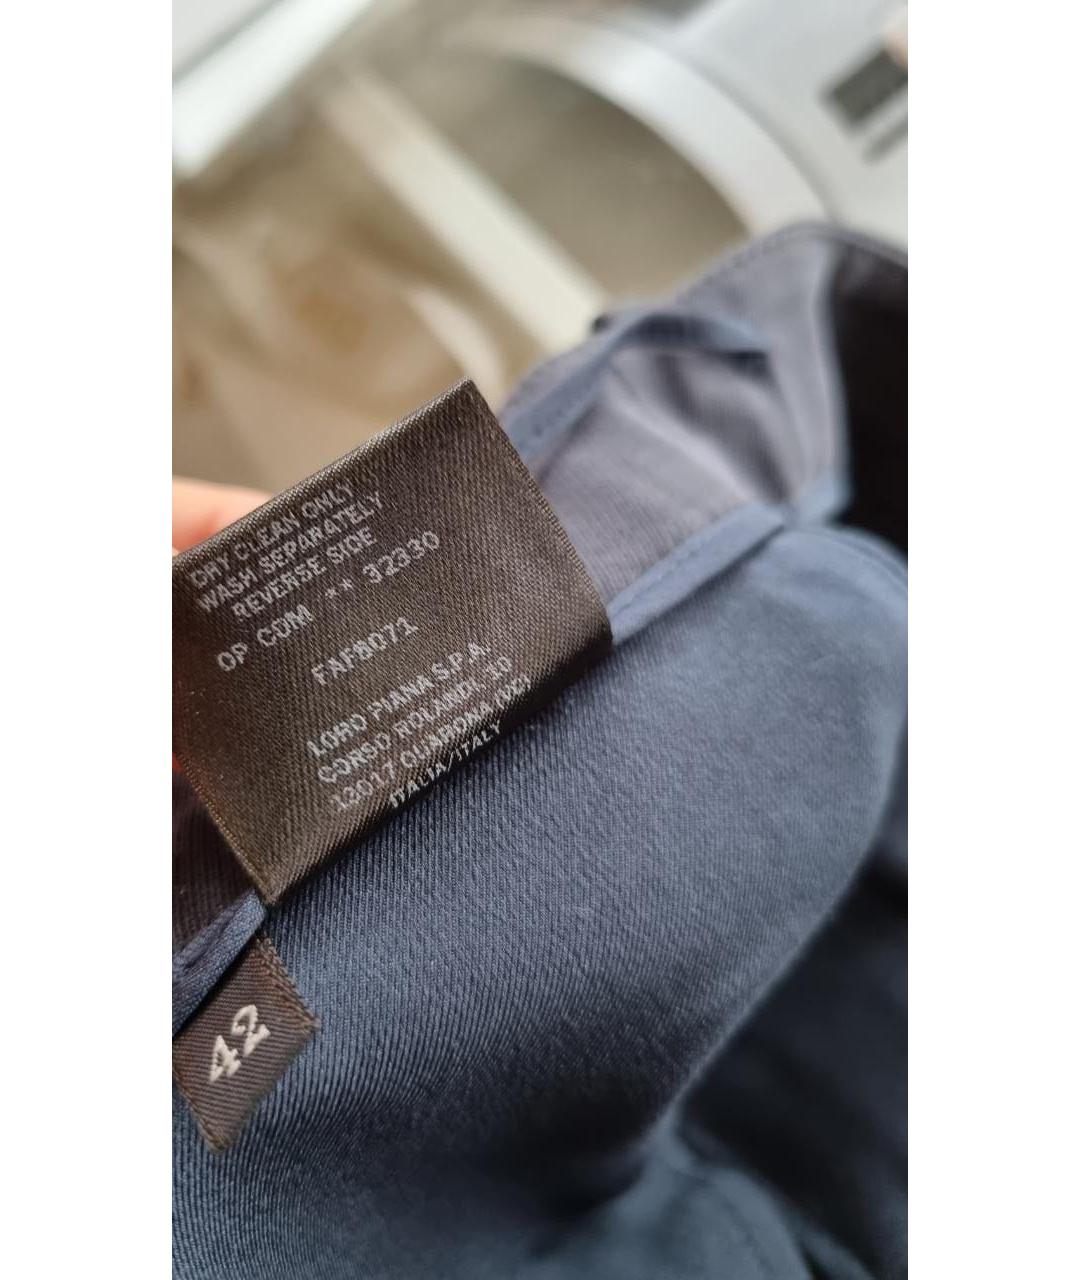 DRY CLEAN ONLY
WASH SEPARATELY
REVERSE SIDE
OP COM ** 32330
FAF8071
LORO PIANA S.P.A.
CORSO ROLANDI, 10
13017 QUARONA (VC)
ITALIA/ITALY
42